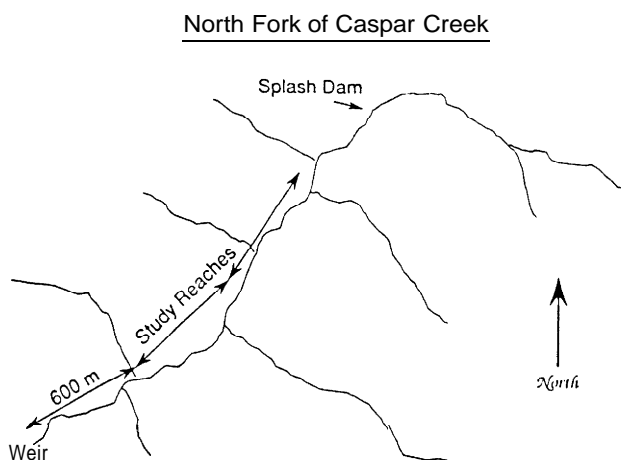 North Fork of Caspar Creek
Splash Dam
Study Reaches
600 m
North
Weir